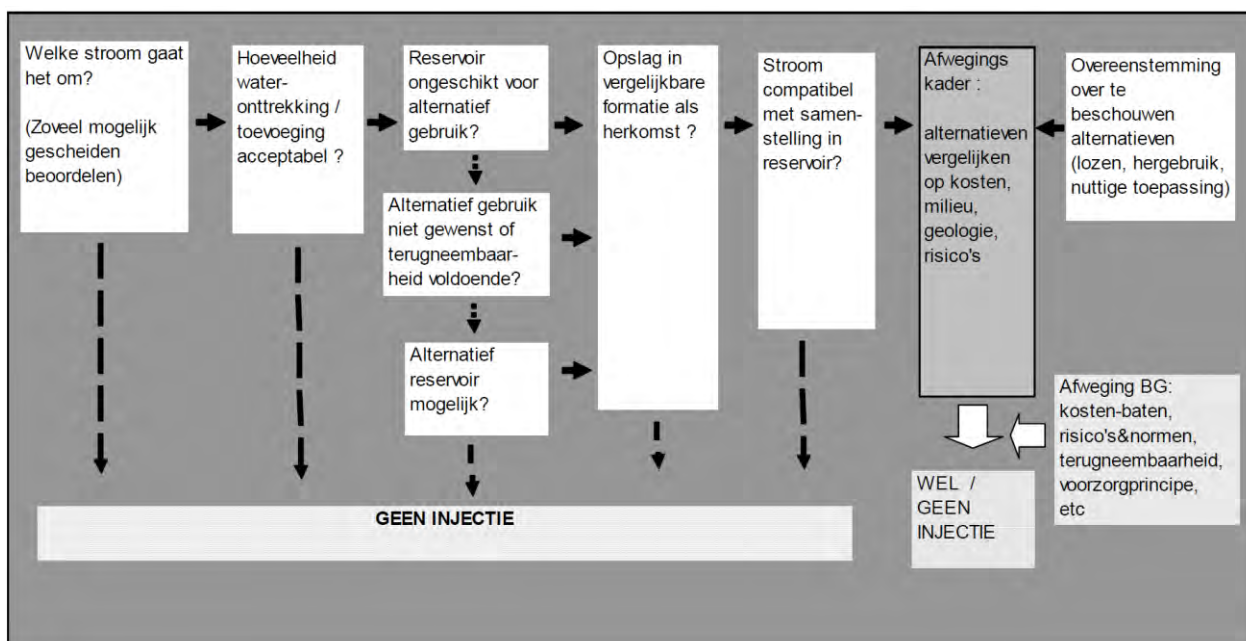 Welke stroom gaat
het om?
(Zoveel mogelijk
gescheiden
beoordelen)
Hoeveelheid
water-
onttrekking /
toevoeging
acceptabel ?
Reservoir
ongeschikt voor
alternatief
gebruik?
Alternatief gebruik
niet gewenst of
terugneembaar-
heid voldoende?
Alternatief
reservoir
mogelijk?
Opslag in
vergelijkbare
formatie als
herkomst ?
Stroom
compatibel
met samen-
stelling in
reservoir?
Afwegings
kader :
alternatieven
vergelijken
op kosten,
milieu,
geologie,
risico's
Overeenstemming
over te
beschouwen
alternatieven
(lozen, hergebruik,
nuttige toepassing)
Afweging BG:
kosten-baten,
risico's&normen,
terugneembaarheid,
voorzorgprincipe,
etc
WEL /
GEEN
INJECTIE
GEEN INJECTIE